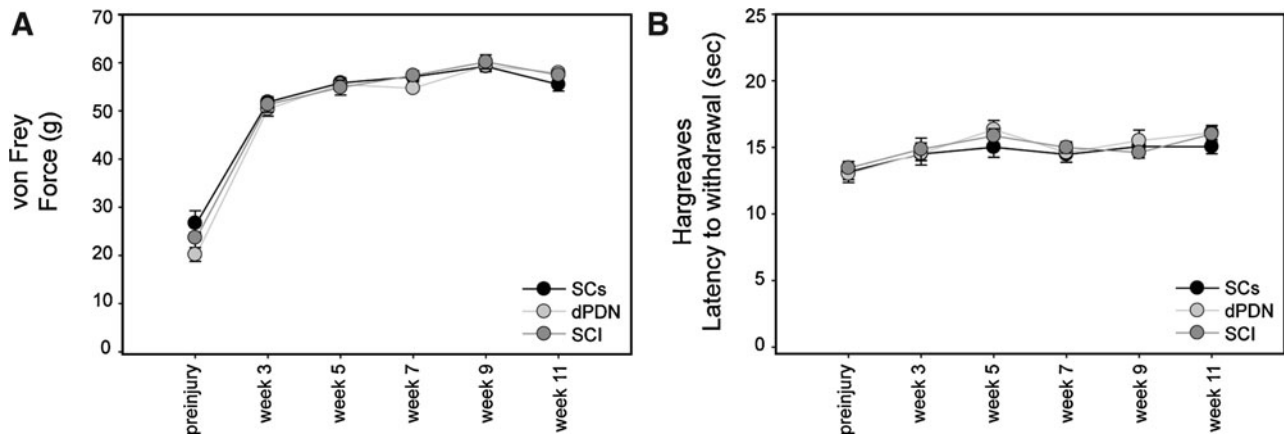 A
von Frey
Force (g)
70
60
50
40
30
20
10
0
SCs
dPDN
SCI
preinjury
week 3
week 5
week 7
week 9
week 11
B
Hargreaves
Latency to withdrawal (sec)
25
20
15
10
5
0
SCs
dPDN
SCI
preinjury
week 3
week 5
week 7
week 9
week 11